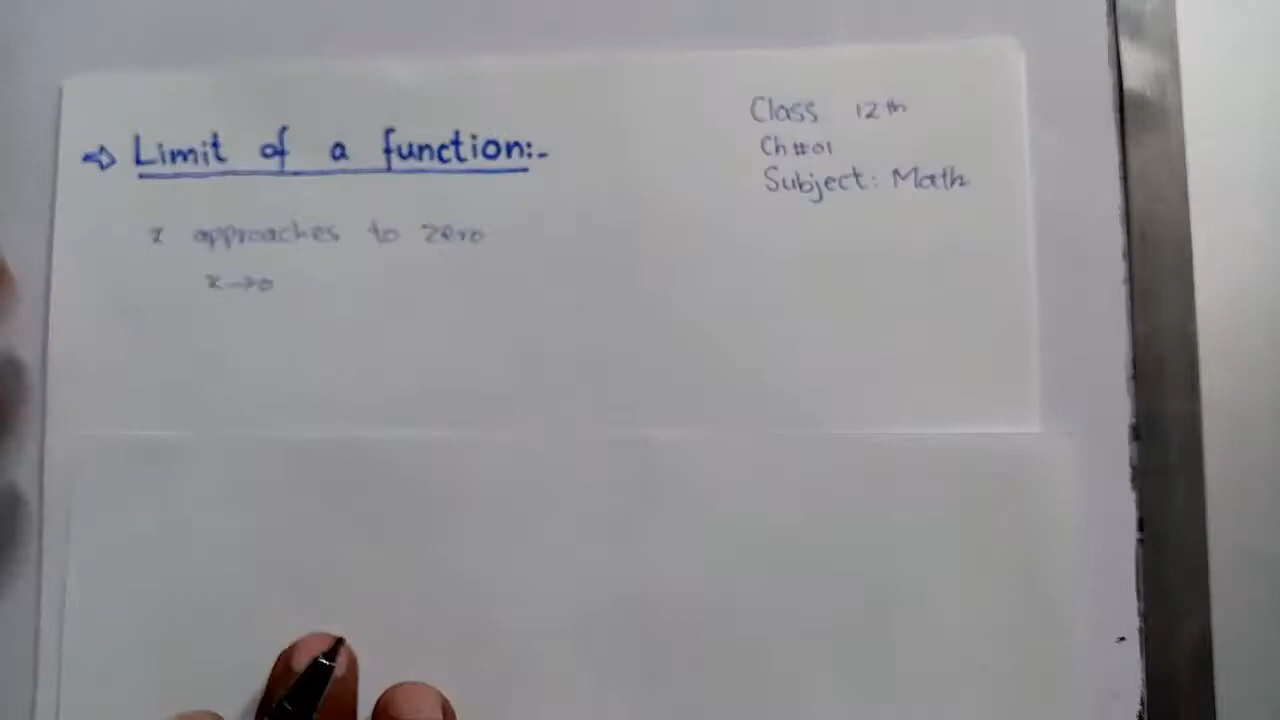 ⇒ Limit of a function:-
Class 12th
Ch#01
Subject: Math
x approaches to zero
x→0